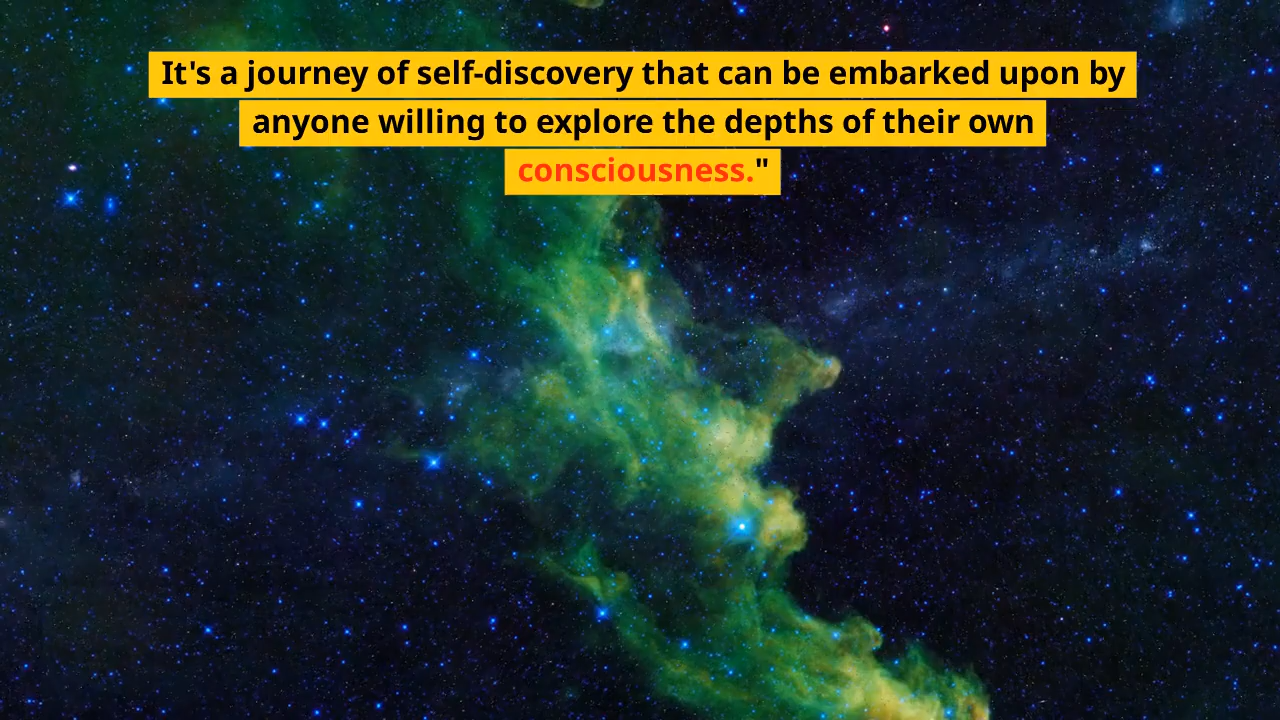 It's a journey of self-discovery that can be embarked upon by
anyone willing to explore the depths of their own
consciousness."